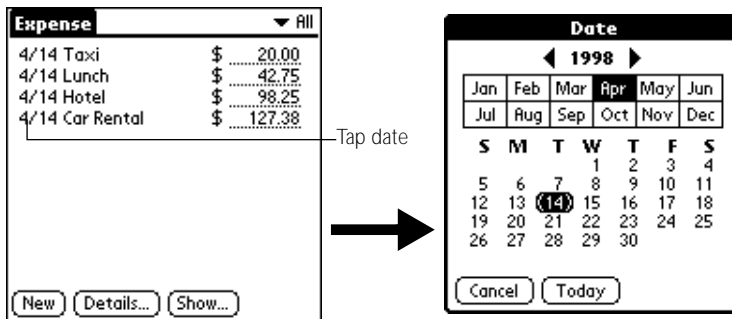 Expense
All
4/14 Taxi $ 20.00
4/14 Lunch $ 42.75
4/14 Hotel $ 98.25
4/14 Car Rental $ 127.38
New Details... Show...
Tap date
Date
1998
Jan Feb Mar Apr May Jun
Jul Aug Sep Oct Nov Dec
S M T W T F S
1 2 3 4
5 6 7 8 9 10 11
12 13 14 15 16 17 18
19 20 21 22 23 24 25
26 27 28 29 30
Cancel Today